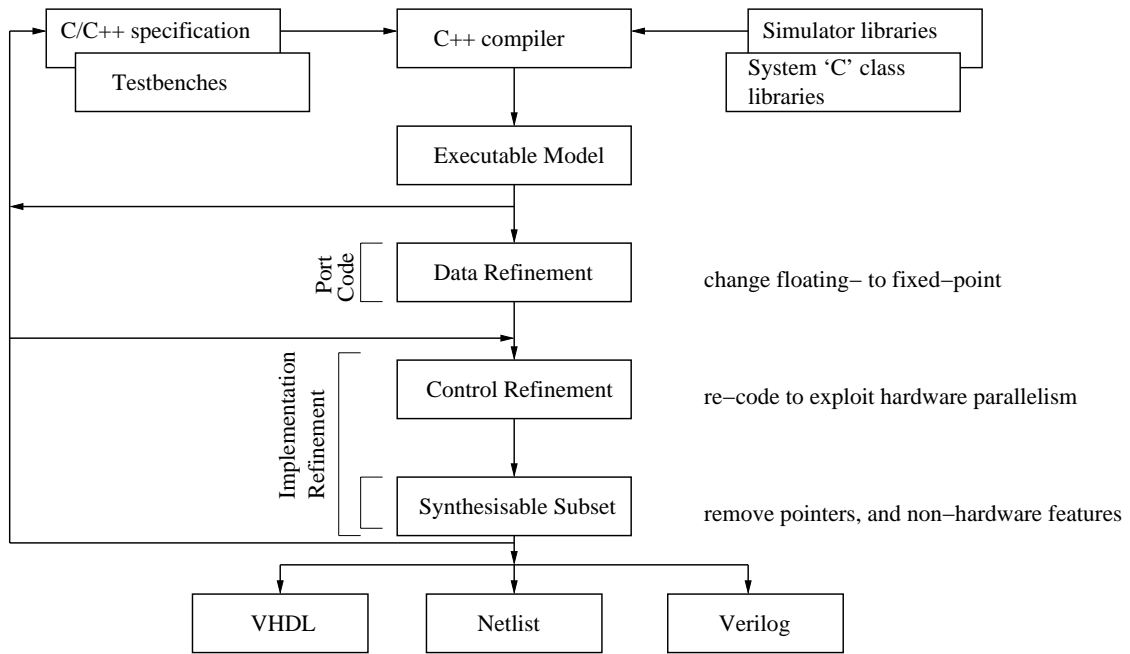 C/C++ specification
Testbenches
C++ compiler
Simulator libraries
System ‘C’ class
libraries
Executable Model
Port
Code
Data Refinement
change floating− to fixed−point
Implementation
Refinement
Control Refinement
re−code to exploit hardware parallelism
Synthesisable Subset
remove pointers, and non−hardware features
VHDL
Netlist
Verilog